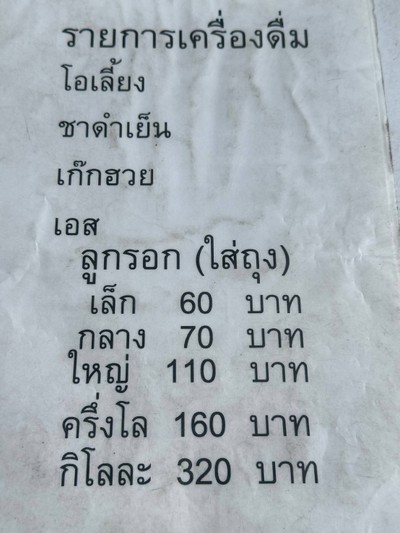 รายการเครื่องดื่ม
โอเลี้ยง
ชาดำเย็น
เก๊กฮวย
เอส
ลูกรอก (ใส่ถุง)
เล็ก 60 บาท
กลาง 70 บาท
ใหญ่ 110 บาท
ครึ่งโล 160 บาท
กิโลละ 320 บาท